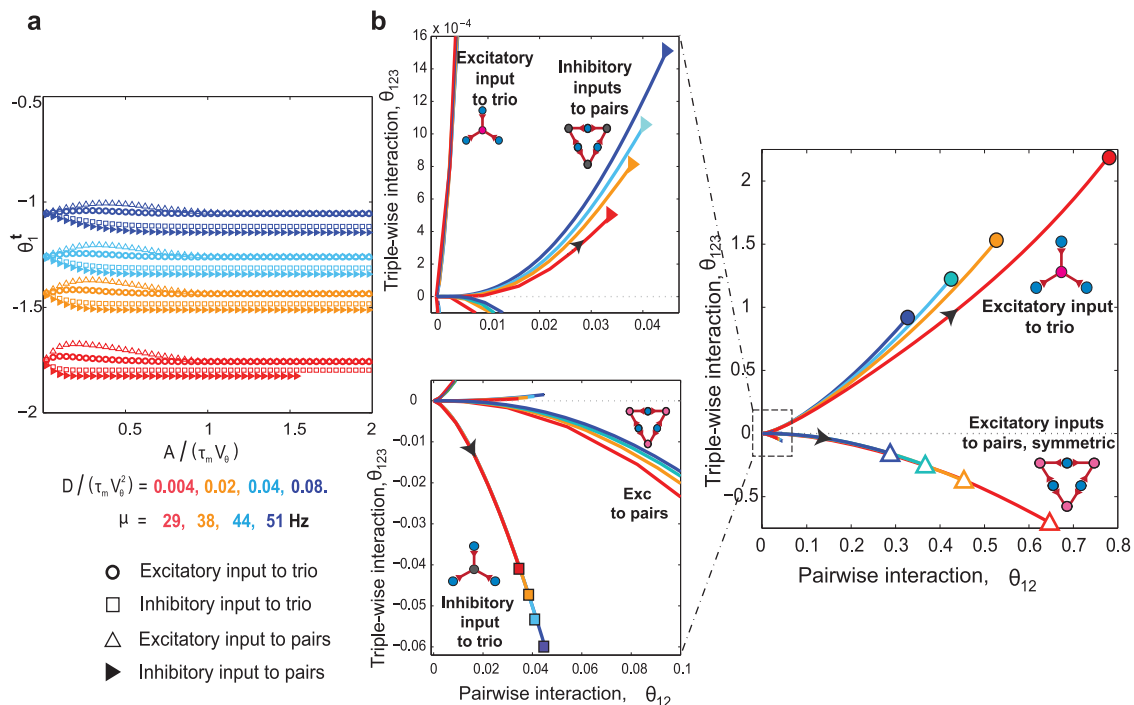 a
b
−0.5
−1
−1.5
−2
θ₁ᵗ
0.5
1
1.5
2
A / (τₘ V_θ)
D / (τₘ V_θ²) = 0.004, 0.02, 0.04, 0.08.
μ = 29, 38, 44, 51 Hz
Excitatory input to trio
Inhibitory input to trio
Excitatory input to pairs
Inhibitory input to pairs
16 x 10⁻⁴
14
12
10
8
6
4
2
0
Triple-wise interaction, θ₁₂₃
Excitatory
input
to trio
Inhibitory
inputs
to pairs
0
0.01
0.02
0.03
0.04
0
−0.01
−0.02
−0.03
−0.04
−0.05
−0.06
Triple-wise interaction, θ₁₂₃
Exc
to pairs
Inhibitory
input
to trio
0
0.02
0.04
0.06
0.08
0.1
Pairwise interaction, θ₁₂
2
1.5
1
0.5
0
−0.5
Triple-wise interaction, θ₁₂₃
Excitatory input
to trio
Excitatory inputs
to pairs, symmetric
0
0.1
0.2
0.3
0.4
0.5
0.6
0.7
0.8
Pairwise interaction, θ₁₂